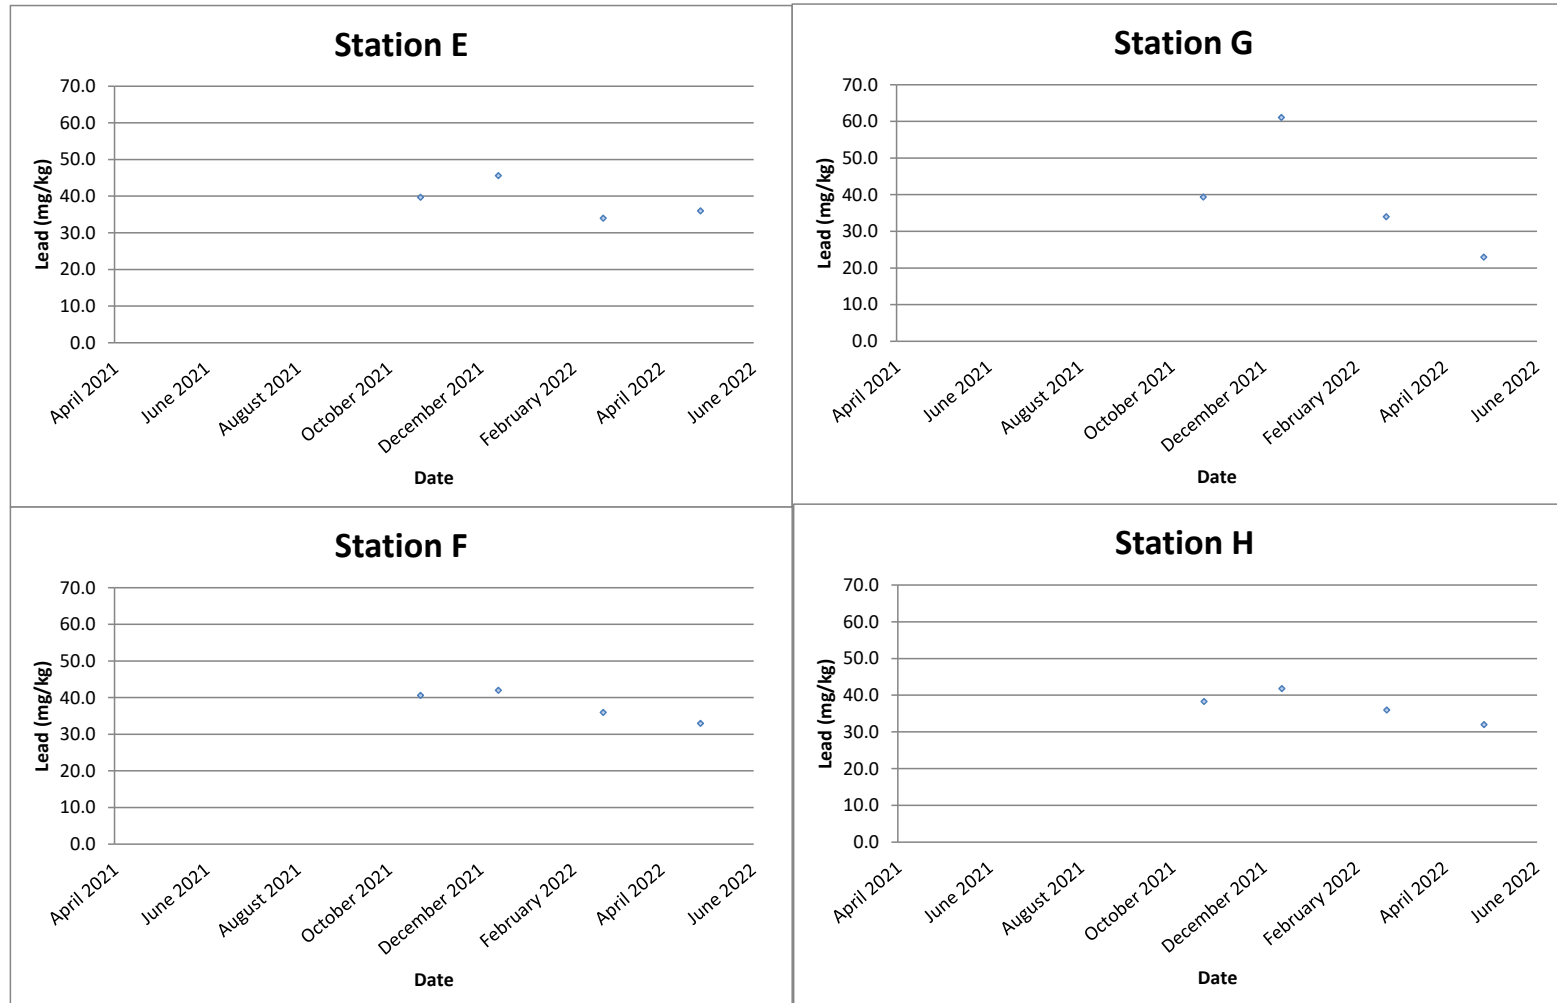 Station E
70.0
60.0
50.0
40.0
30.0
20.0
10.0
0.0
Lead (mg/kg)
April 2021
June 2021
August 2021
October 2021
December 2021
February 2022
April 2022
June 2022
Date
Station G
70.0
60.0
50.0
40.0
30.0
20.0
10.0
0.0
Lead (mg/kg)
April 2021
June 2021
August 2021
October 2021
December 2021
February 2022
April 2022
June 2022
Date
Station F
70.0
60.0
50.0
40.0
30.0
20.0
10.0
0.0
Lead (mg/kg)
April 2021
June 2021
August 2021
October 2021
December 2021
February 2022
April 2022
June 2022
Date
Station H
70.0
60.0
50.0
40.0
30.0
20.0
10.0
0.0
Lead (mg/kg)
April 2021
June 2021
August 2021
October 2021
December 2021
February 2022
April 2022
June 2022
Date